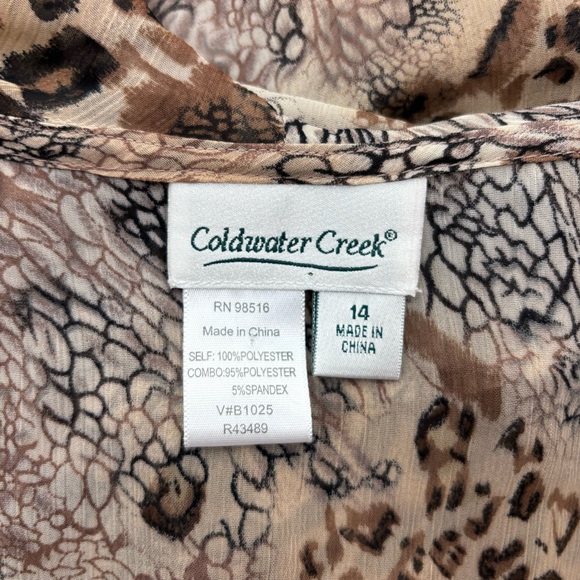 Coldwater Creek®
RN 98516
Made in China
SELF: 100%POLYESTER
COMBO:95%POLYESTER
5%SPANDEX
V#B1025
R43489
14
MADE IN
CHINA